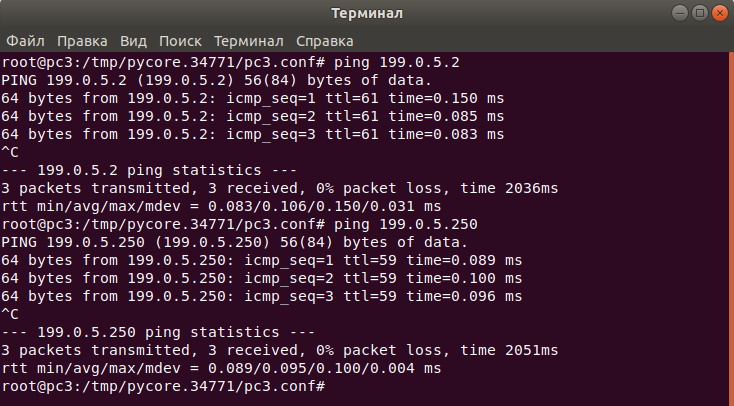 Терминал
Файл Правка Вид Поиск Терминал Справка
root@pc3:/tmp/pycore.34771/pc3.conf# ping 199.0.5.2
PING 199.0.5.2 (199.0.5.2) 56(84) bytes of data.
64 bytes from 199.0.5.2: icmp_seq=1 ttl=61 time=0.150 ms
64 bytes from 199.0.5.2: icmp_seq=2 ttl=61 time=0.085 ms
64 bytes from 199.0.5.2: icmp_seq=3 ttl=61 time=0.083 ms
^C
--- 199.0.5.2 ping statistics ---
3 packets transmitted, 3 received, 0% packet loss, time 2036ms
rtt min/avg/max/mdev = 0.083/0.106/0.150/0.031 ms
root@pc3:/tmp/pycore.34771/pc3.conf# ping 199.0.5.250
PING 199.0.5.250 (199.0.5.250) 56(84) bytes of data.
64 bytes from 199.0.5.250: icmp_seq=1 ttl=59 time=0.089 ms
64 bytes from 199.0.5.250: icmp_seq=2 ttl=59 time=0.100 ms
64 bytes from 199.0.5.250: icmp_seq=3 ttl=59 time=0.096 ms
^C
--- 199.0.5.250 ping statistics ---
3 packets transmitted, 3 received, 0% packet loss, time 2051ms
rtt min/avg/max/mdev = 0.089/0.095/0.100/0.004 ms
root@pc3:/tmp/pycore.34771/pc3.conf#